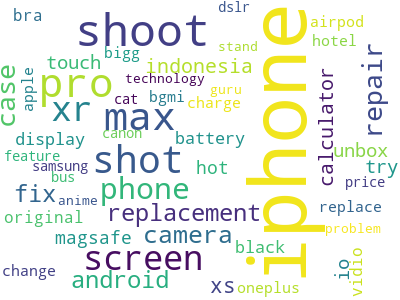 bra
dslr
airpod
shoot
stand
hotel
bigg
touch
indonesia
iphone
repair
case
apple
pro
technology
guru
cat
bgmi
charge
calculator
xr
max
canon
display
battery
unbox
feature
shot
samsung
hot
try
bus
anime
phone
price
fix
original
replacement
replace
magsafe
camera
black
problem
screen
io
vidio
change
android
xs
oneplus